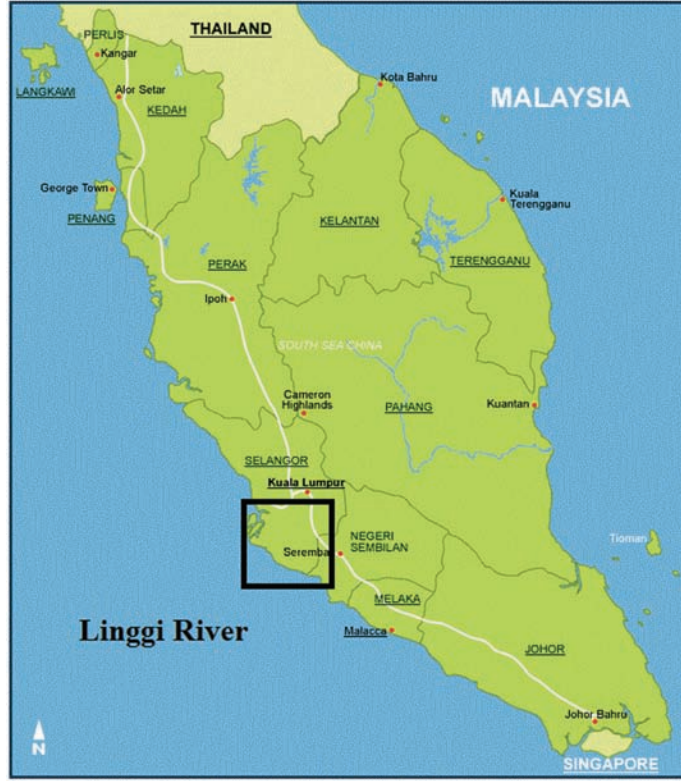 THAILAND
PERLIS
Kangar
LANGKAWI
Alor Setar
KEDAH
Kota Bahru
MALAYSIA
George Town
PENANG
Kuala
Terengganu
KELANTAN
TERENGGANU
PERAK
Ipoh
SOUTH SEA CHINA
Cameron
Highlands
PAHANG
Kuantan
SELANGOR
Kuala Lumpur
NEGERI
SEMBILAN
Seremba
Tioman
MELAKA
Linggi River
Malacca
JOHOR
Johor Bahru
N
SINGAPORE